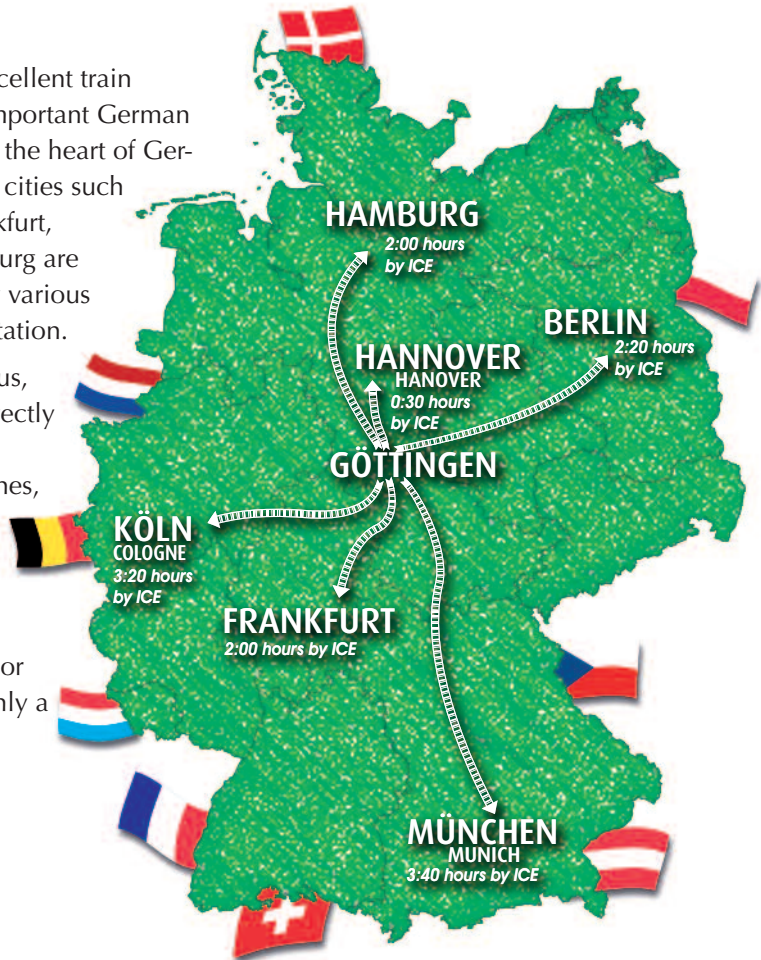 cellent train
mportant German
the heart of Ger-
cities such
kfurt,
urg are
various
tation.
us,
ectly
nes,
or
nly a
HAMBURG
2:00 hours
by ICE
BERLIN
2:20 hours
by ICE
HANNOVER
HANOVER
0:30 hours
by ICE
GÖTTINGEN
KÖLN
COLOGNE
3:20 hours
by ICE
FRANKFURT
2:00 hours by ICE
MÜNCHEN
MUNICH
3:40 hours by ICE